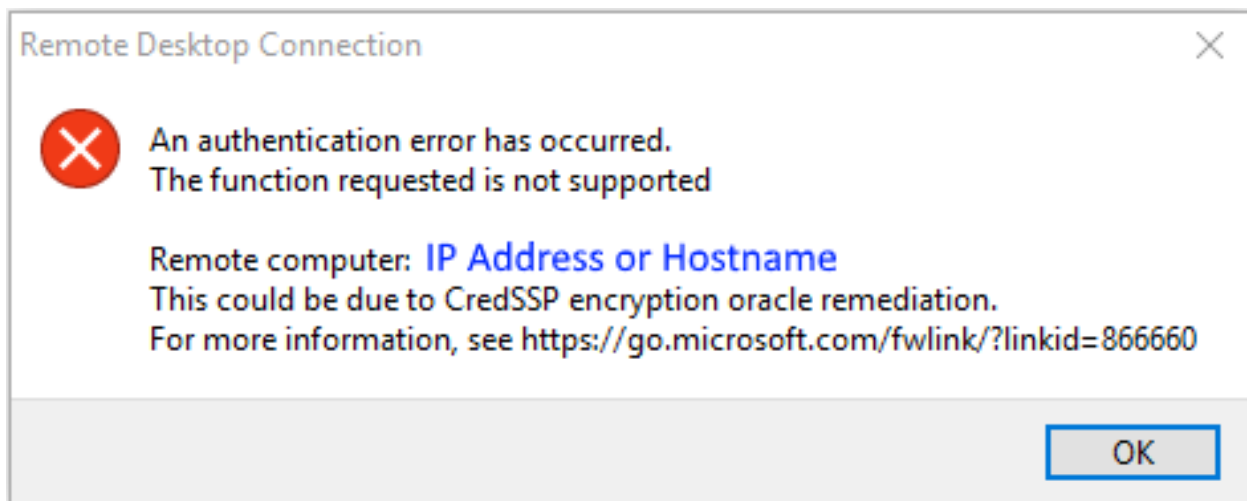 Remote Desktop Connection
An authentication error has occurred.
The function requested is not supported
Remote computer: IP Address or Hostname
This could be due to CredSSP encryption oracle remediation.
For more information, see https://go.microsoft.com/fwlink/?linkid=866660
OK